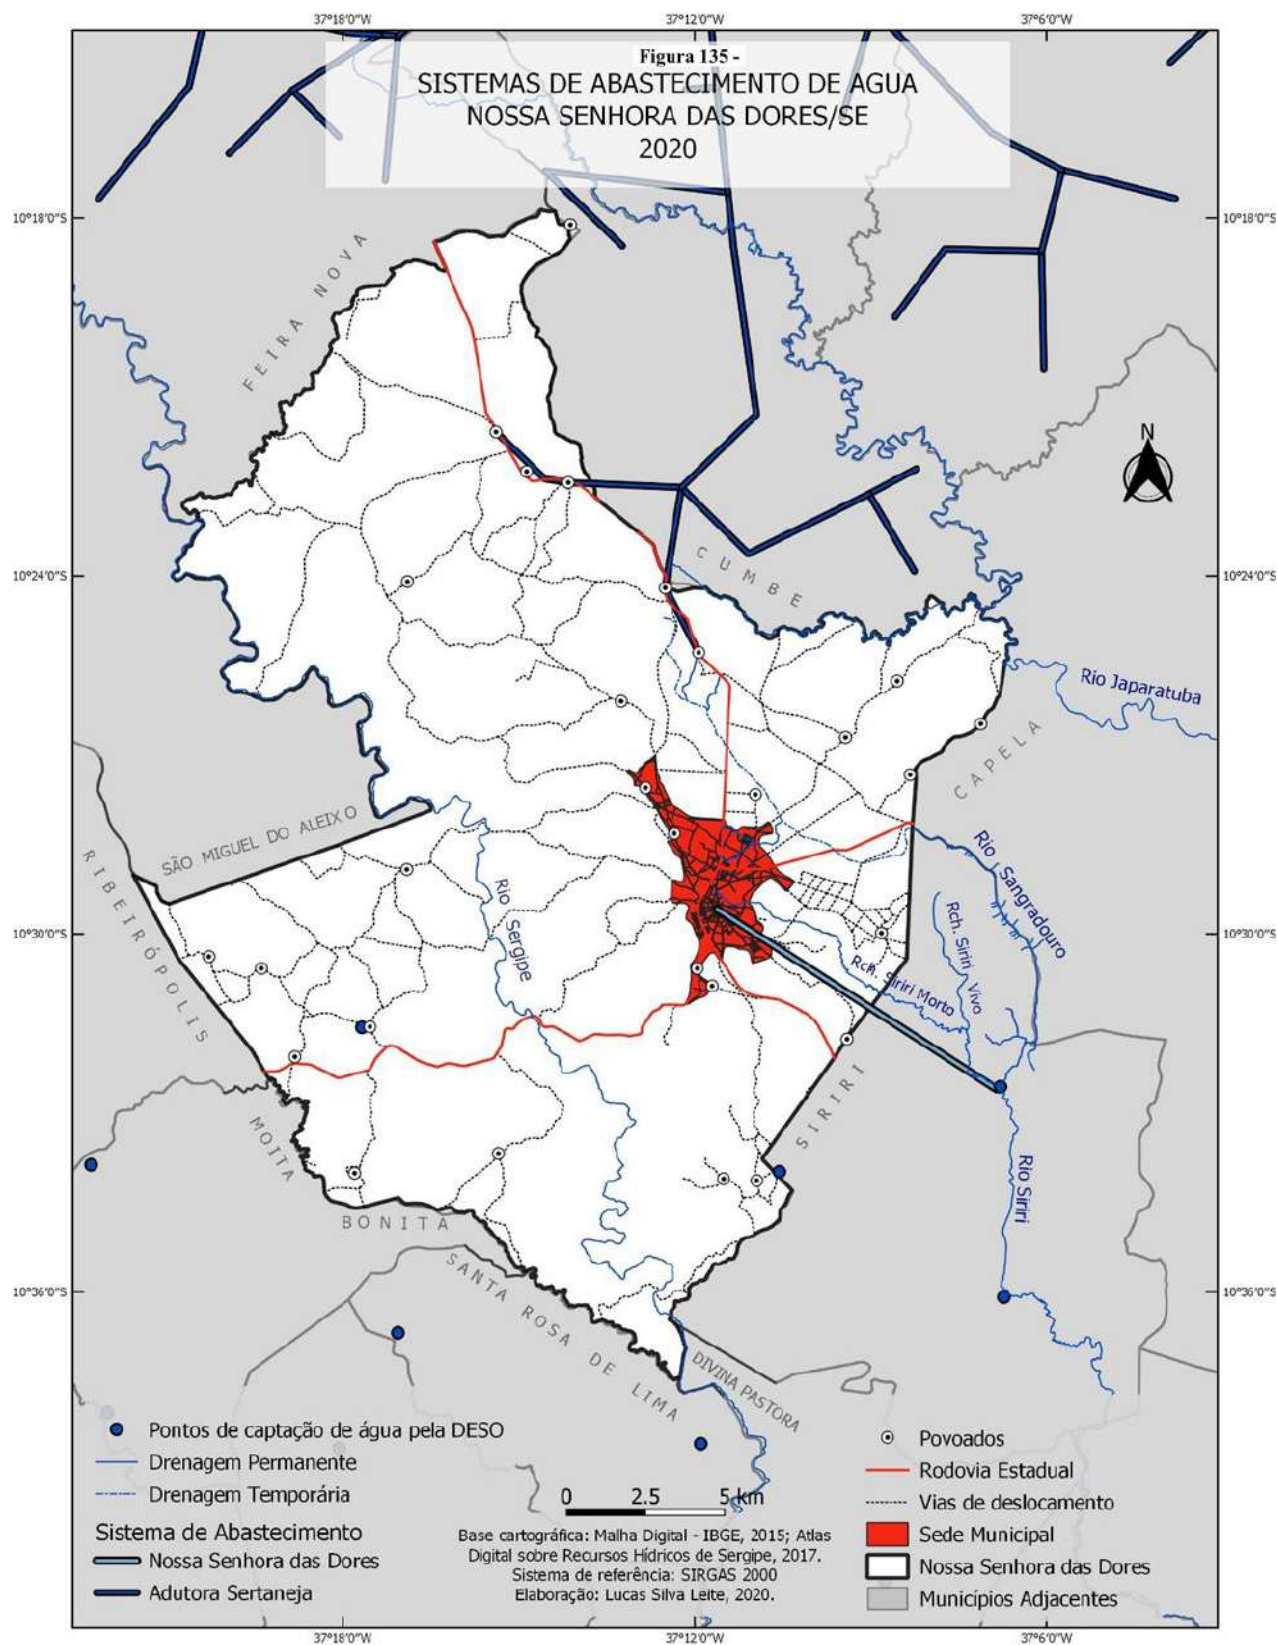 37°18'0"W
37°12'0"W
37°6'0"W
Figura 135 -
SISTEMAS DE ABASTECIMENTO DE ÁGUA
NOSSA SENHORA DAS DORES/SE
2020
10°18'0"S
10°18'0"S
FEIRA NOVA
N
CUMBE
10°24'0"S
10°24'0"S
Rio Japaratuba
CAPELA
SÃO MIGUEL DO ALEIXO
RIBEIRÓPOLIS
Rio Sergipe
Rio Sangradouro
Rch. Siriri Vivo
Rch. Siriri Morto
10°30'0"S
10°30'0"S
SIRIRI
MOITA
BONITA
Rio Siriri
SANTA ROSA DE LIMA
DIVINA PASTORA
10°36'0"S
10°36'0"S
Pontos de captação de água pela DESO
Drenagem Permanente
Drenagem Temporária
Sistema de Abastecimento
Nossa Senhora das Dores
Adutora Sertaneja
0 2.5 5 km
Base cartográfica: Malha Digital - IBGE, 2015; Atlas
Digital sobre Recursos Hídricos de Sergipe, 2017.
Sistema de referência: SIRGAS 2000
Elaboração: Lucas Silva Leite, 2020.
Povoados
Rodovia Estadual
Vias de deslocamento
Sede Municipal
Nossa Senhora das Dores
Municípios Adjacentes
37°18'0"W
37°12'0"W
37°6'0"W